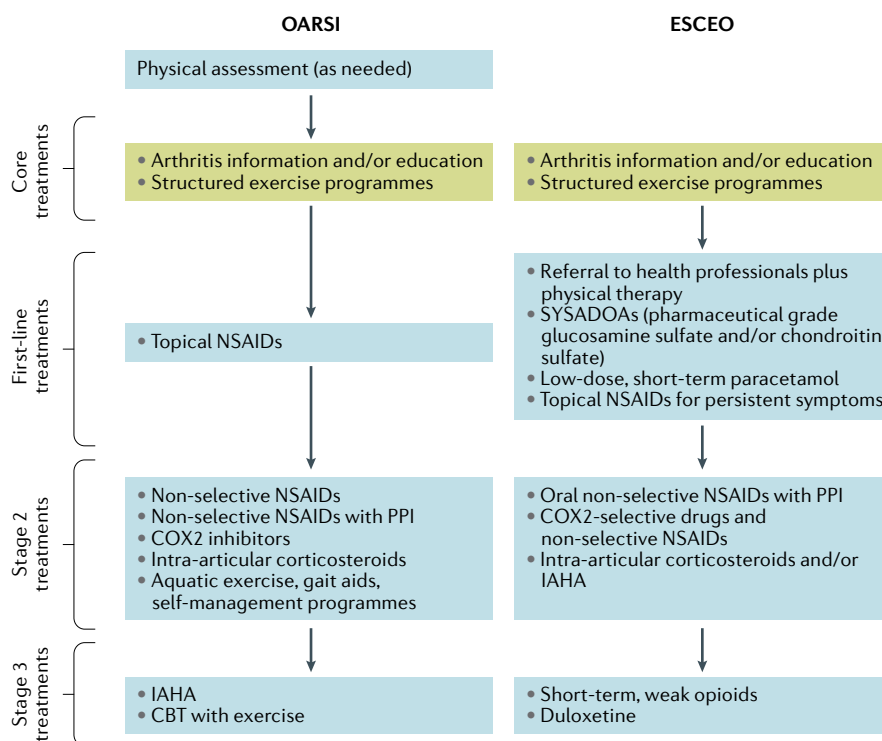 OARSI
ESCEO
Physical assessment (as needed)
Core
treatments
• Arthritis information and/or education
• Structured exercise programmes
• Arthritis information and/or education
• Structured exercise programmes
First-line
treatments
• Topical NSAIDs
• Referral to health professionals plus
physical therapy
• SYSADOAs (pharmaceutical grade
glucosamine sulfate and/or chondroitin
sulfate)
• Low-dose, short-term paracetamol
• Topical NSAIDs for persistent symptoms
Stage 2
treatments
• Non-selective NSAIDs
• Non-selective NSAIDs with PPI
• COX2 inhibitors
• Intra-articular corticosteroids
• Aquatic exercise, gait aids,
self-management programmes
• Oral non-selective NSAIDs with PPI
• COX2-selective drugs and
non-selective NSAIDs
• Intra-articular corticosteroids and/or
IAHA
Stage 3
treatments
• IAHA
• CBT with exercise
• Short-term, weak opioids
• Duloxetine